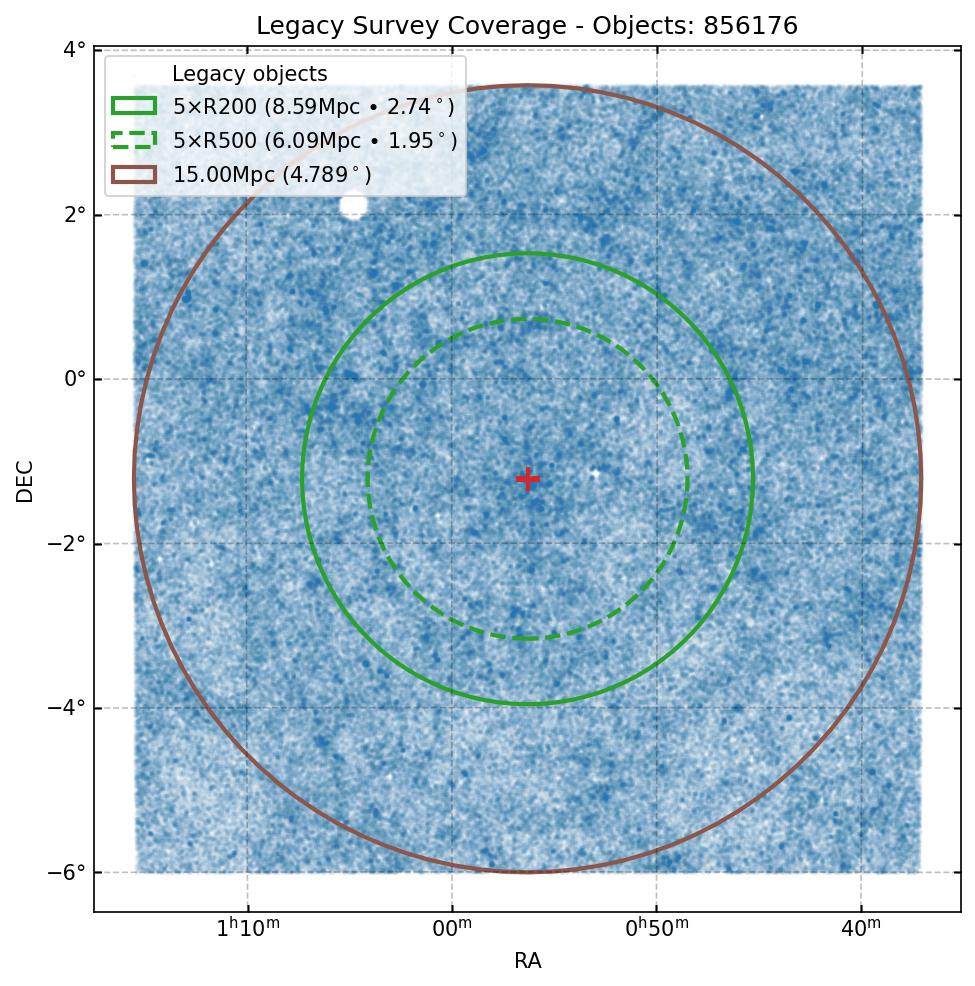 Legacy Survey Coverage - Objects: 856176
Legacy objects
5×R200 (8.59Mpc • 2.74°)
5×R500 (6.09Mpc • 1.95°)
15.00Mpc (4.789°)
4°
2°
0°
−2°
−4°
−6°
DEC
1ʰ10ᵐ 00ᵐ 0ʰ50ᵐ 40ᵐ
RA